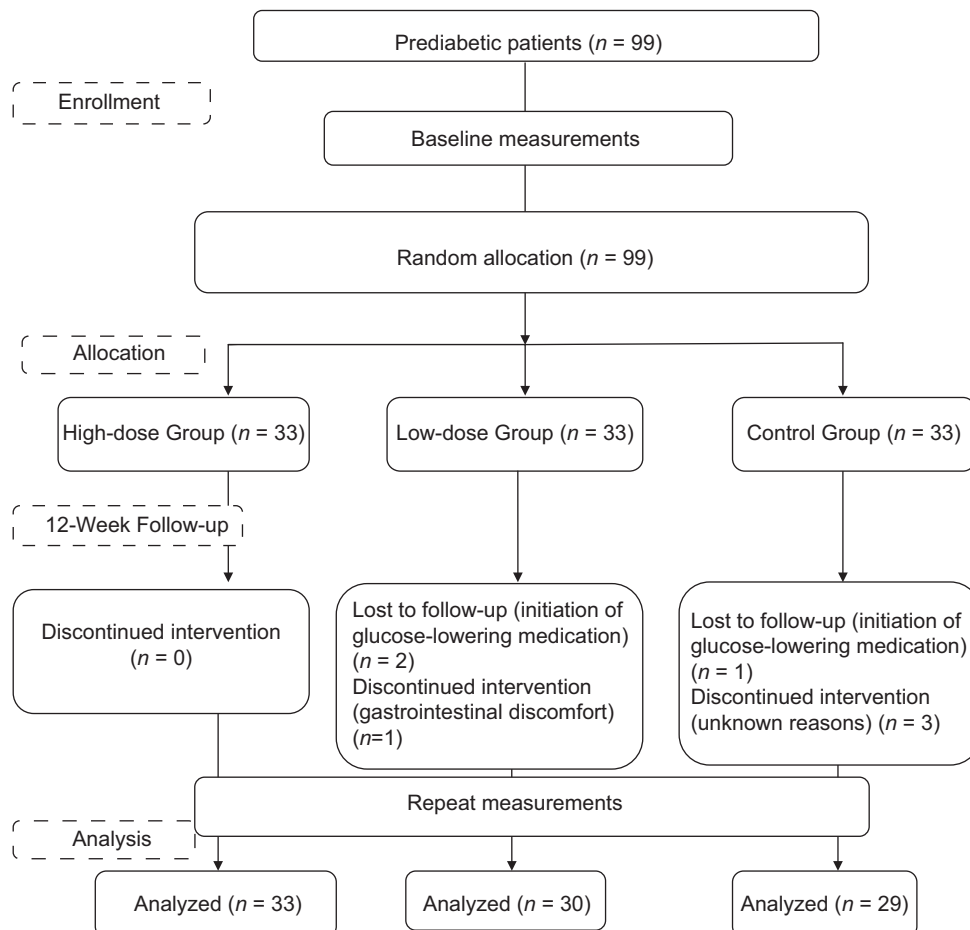 Prediabetic patients (n = 99)
Enrollment
Baseline measurements
Random allocation (n = 99)
Allocation
High-dose Group (n = 33)
Low-dose Group (n = 33)
Control Group (n = 33)
12-Week Follow-up
Discontinued intervention
(n = 0)
Lost to follow-up (initiation of
glucose-lowering medication)
(n = 2)
Discontinued intervention
(gastrointestinal discomfort)
(n=1)
Lost to follow-up (initiation of
glucose-lowering medication)
(n = 1)
Discontinued intervention
(unknown reasons) (n = 3)
Repeat measurements
Analysis
Analyzed (n = 33)
Analyzed (n = 30)
Analyzed (n = 29)